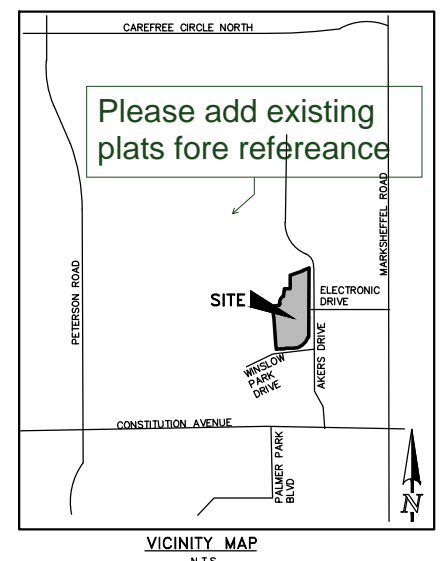 CAREFREE CIRCLE NORTH
Please add existing
plats fore refereance
MARKSHEFFEL ROAD
PETERSON ROAD
ELECTRONIC
DRIVE
SITE
AKERS DRIVE
WINSLOW
PARK
DRIVE
CONSTITUTION AVENUE
PALMER PARK
BLVD
N
VICINITY MAP
N.T.S.